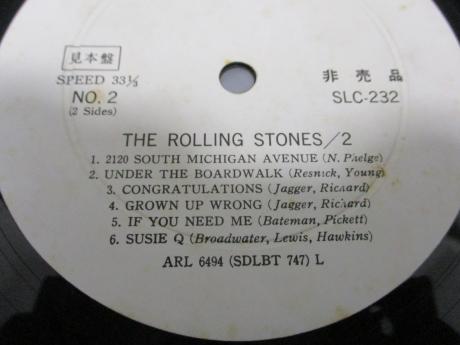 見本盤
SPEED 33⅓
NO. 2
(2 Sides)
非売品
SLC-232
THE ROLLING STONES/2
1. 2120 SOUTH MICHIGAN AVENUE (N. Phelge)
2. UNDER THE BOARDWALK (Resnick, Young)
3. CONGRATULATIONS (Jagger, Richard)
4. GROWN UP WRONG (Jagger, Richard)
5. IF YOU NEED ME (Bateman, Pickett)
6. SUSIE Q (Broadwater, Lewis, Hawkins)
ARL 6494 (SDLBT 747) L